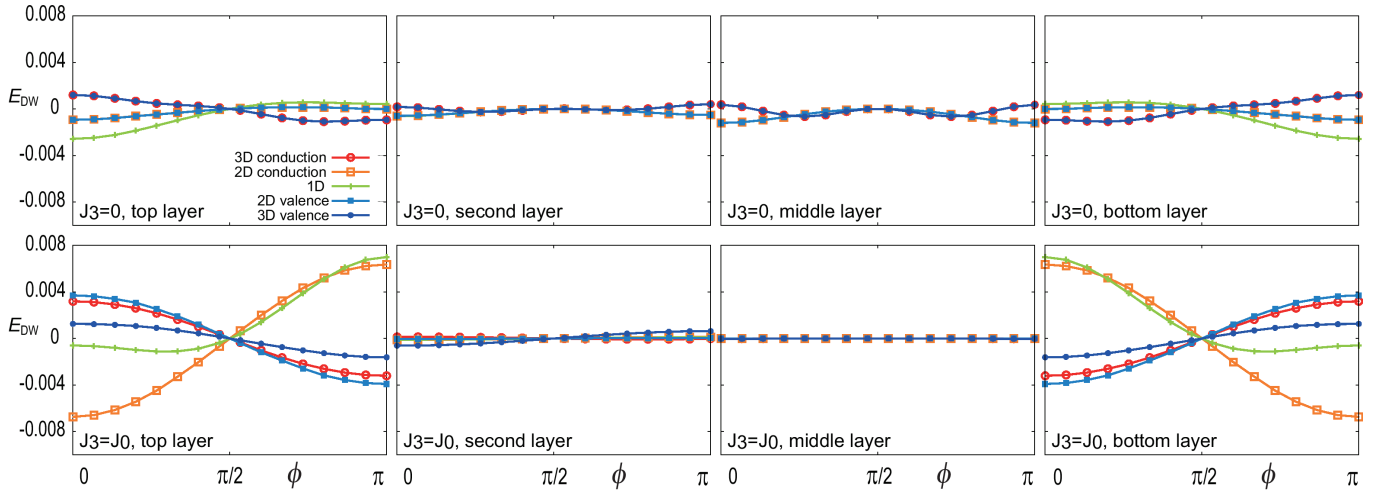 0.008
0.004
E_DW 0
-0.004
-0.008
3D conduction
2D conduction
1D
2D valence
3D valence
J3=0, top layer
J3=0, second layer
J3=0, middle layer
J3=0, bottom layer
0.008
0.004
E_DW 0
-0.004
-0.008
J3=J0, top layer
J3=J0, second layer
J3=J0, middle layer
J3=J0, bottom layer
0 π/2 ϕ π 0 π/2 ϕ π 0 π/2 ϕ π 0 π/2 ϕ π